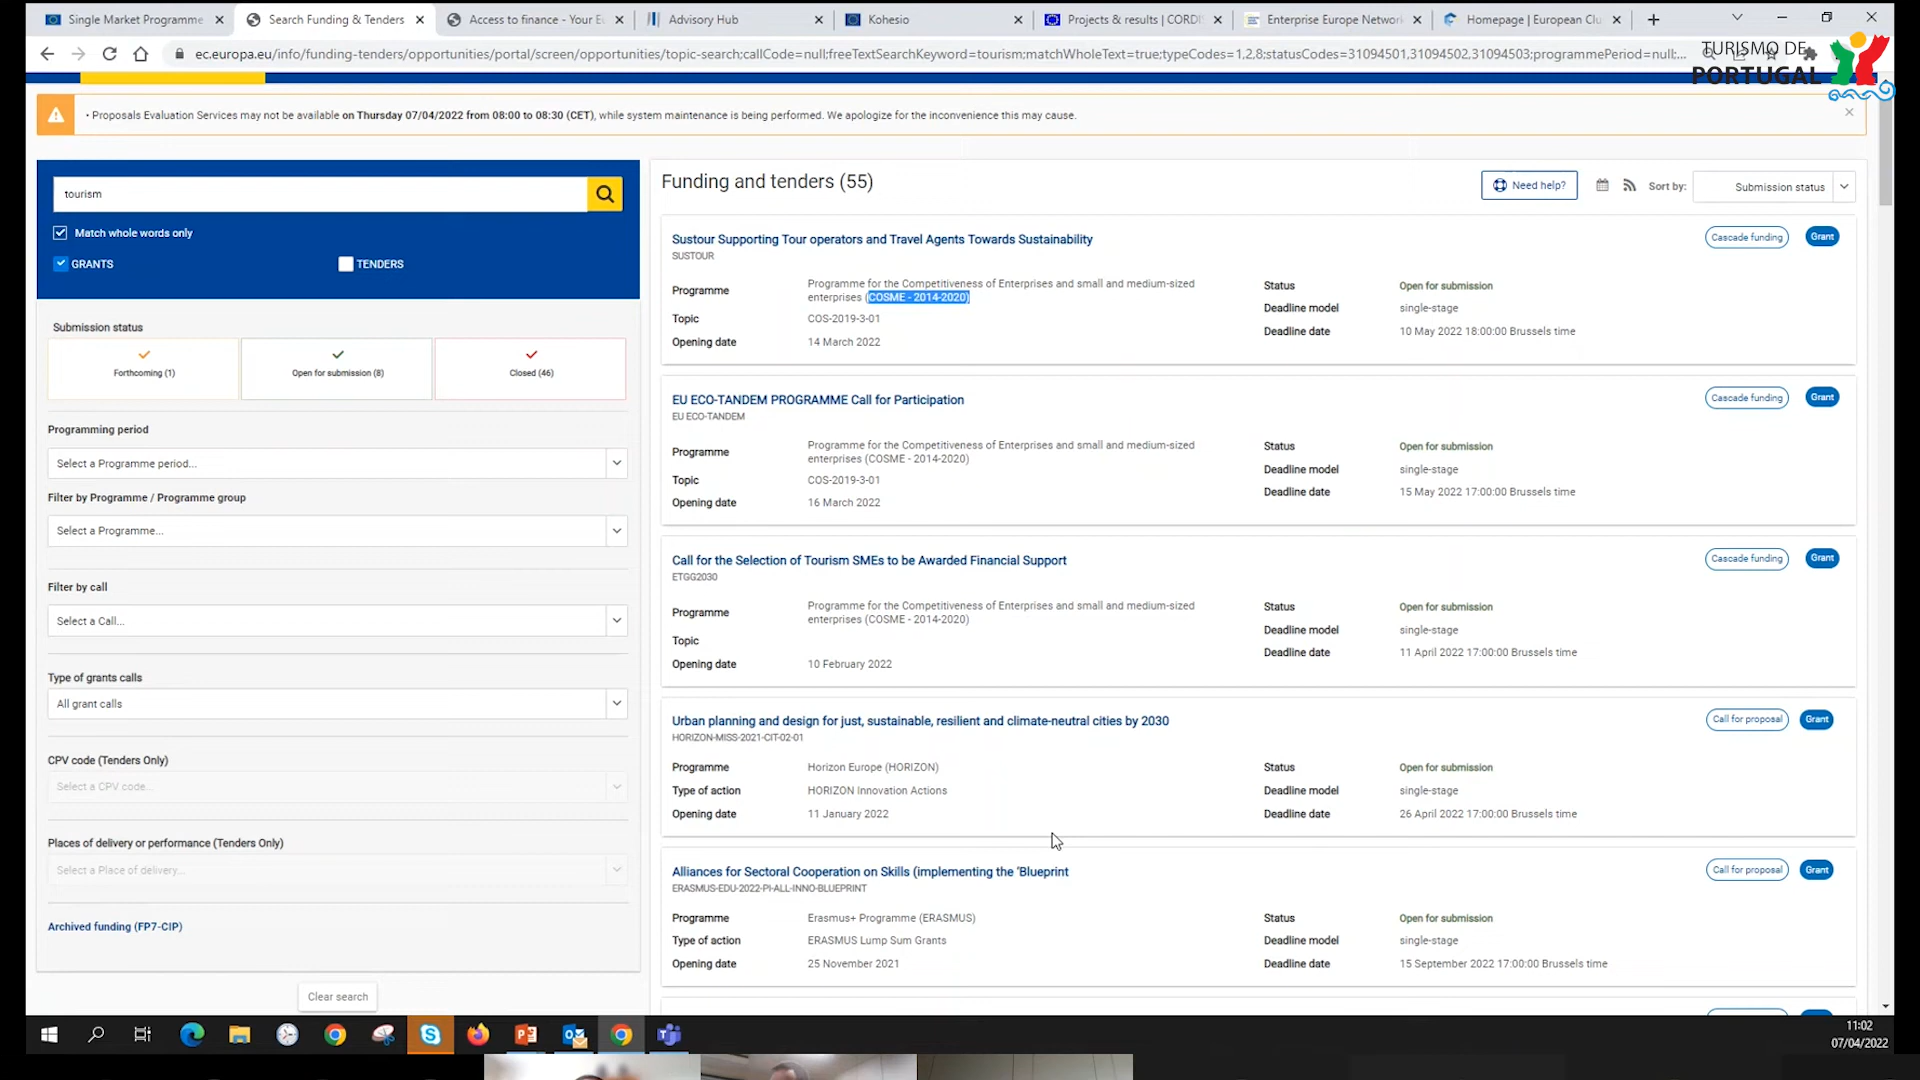 Single Market Programme
Search Funding & Tenders
Access to finance - Your Eu
Advisory Hub
Kohesio
Projects & results | CORDI
Enterprise Europe Network
Homepage | European Clu
ec.europa.eu/info/funding-tenders/opportunities/portal/screen/opportunities/topic-search;callCode=null;freeTextSearchKeyword=tourism;matchWholeText=true;typeCodes=1,2,8;statusCodes=31094501,31094502,31094503;programmePeriod=null;...
TURISMO DE
PORTUGAL
• Proposals Evaluation Services may not be available on Thursday 07/04/2022 from 08:00 to 08:30 (CET), while system maintenance is being performed. We apologize for the inconvenience this may cause.
tourism
Match whole words only
GRANTS
TENDERS
Submission status
Forthcoming (1)
Open for submission (8)
Closed (46)
Programming period
Select a Programme period...
Filter by Programme / Programme group
Select a Programme...
Filter by call
Select a Call...
Type of grants calls
All grant calls
CPV code (Tenders Only)
Select a CPV code...
Places of delivery or performance (Tenders Only)
Select a Place of delivery...
Archived funding (FP7-CIP)
Clear search
Funding and tenders (55)
Need help?
Sort by:
Submission status
Sustour Supporting Tour operators and Travel Agents Towards Sustainability
Cascade funding
Grant
SUSTOUR
Programme
Programme for the Competitiveness of Enterprises and small and medium-sized
enterprises (COSME - 2014-2020)
Topic
COS-2019-3-01
Opening date
14 March 2022
Status
Open for submission
Deadline model
single-stage
Deadline date
10 May 2022 18:00:00 Brussels time
EU ECO-TANDEM PROGRAMME Call for Participation
Cascade funding
Grant
EU ECO-TANDEM
Programme
Programme for the Competitiveness of Enterprises and small and medium-sized
enterprises (COSME - 2014-2020)
Topic
COS-2019-3-01
Opening date
16 March 2022
Status
Open for submission
Deadline model
single-stage
Deadline date
15 May 2022 17:00:00 Brussels time
Call for the Selection of Tourism SMEs to be Awarded Financial Support
Cascade funding
Grant
ETGG2030
Programme
Programme for the Competitiveness of Enterprises and small and medium-sized
enterprises (COSME - 2014-2020)
Topic
Opening date
10 February 2022
Status
Open for submission
Deadline model
single-stage
Deadline date
11 April 2022 17:00:00 Brussels time
Urban planning and design for just, sustainable, resilient and climate-neutral cities by 2030
Call for proposal
Grant
HORIZON-MISS-2021-CIT-02-01
Programme
Horizon Europe (HORIZON)
Type of action
HORIZON Innovation Actions
Opening date
11 January 2022
Status
Open for submission
Deadline model
single-stage
Deadline date
26 April 2022 17:00:00 Brussels time
Alliances for Sectoral Cooperation on Skills (implementing the 'Blueprint
Call for proposal
Grant
ERASMUS-EDU-2022-PI-ALL-INNO-BLUEPRINT
Programme
Erasmus+ Programme (ERASMUS)
Type of action
ERASMUS Lump Sum Grants
Opening date
25 November 2021
Status
Open for submission
Deadline model
single-stage
Deadline date
15 September 2022 17:00:00 Brussels time
11:02
07/04/2022